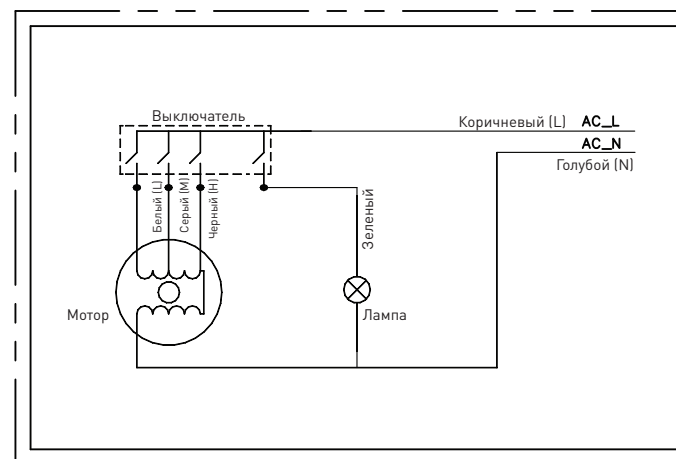 Выключатель
Коричневый (L) AC_L
AC_N
Голубой (N)
Белый (L)
Серый (M)
Черный (H)
Зеленый
Мотор
Лампа